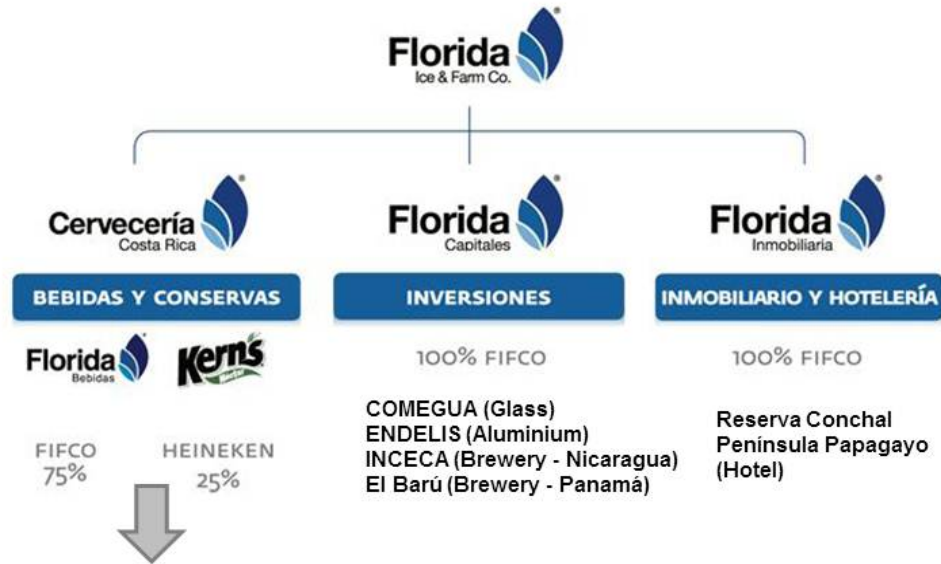 Florida
Ice & Farm Co.
Cervecería
Costa Rica
BEBIDAS Y CONSERVAS
Florida
Bebidas
Kern's
Néctar
FIFCO
75%
HEINEKEN
25%
Florida
Capitales
INVERSIONES
100% FIFCO
COMEGUA (Glass)
ENDELIS (Aluminium)
INCECA (Brewery - Nicaragua)
El Barú (Brewery - Panamá)
Florida
Inmobiliaria
INMOBILIARIO Y HOTELERÍA
100% FIFCO
Reserva Conchal
Península Papagayo
(Hotel)